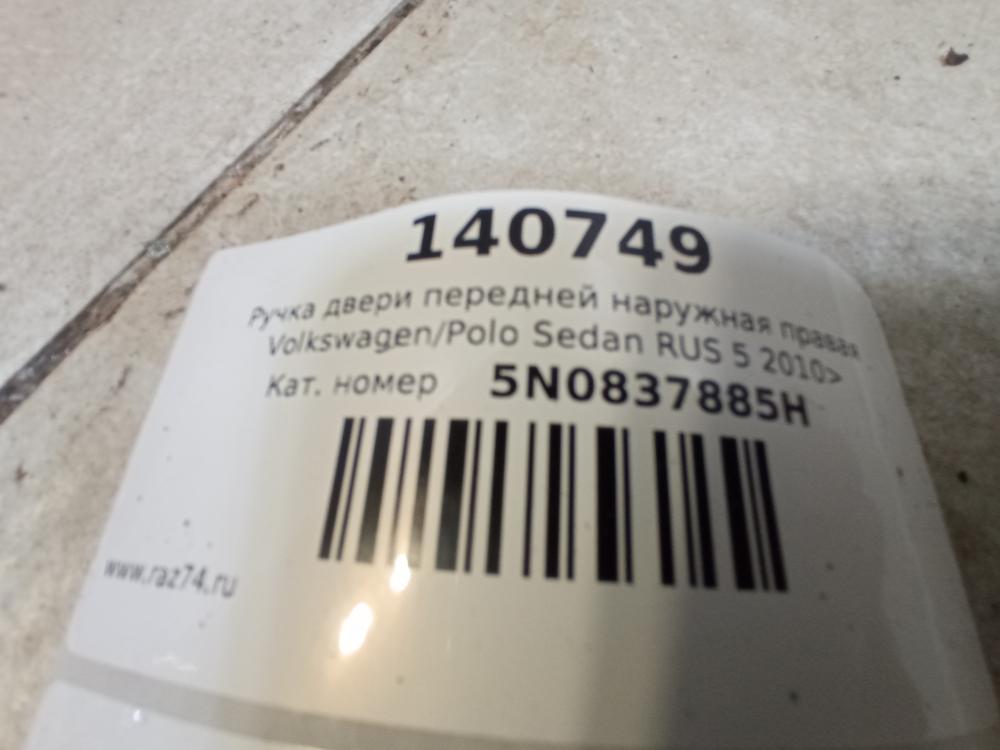 140749
Ручка двери передней наружная правая
Volkswagen/Polo Sedan RUS 5 2010>
Кат. номер 5N0837885H
www.raz74.ru